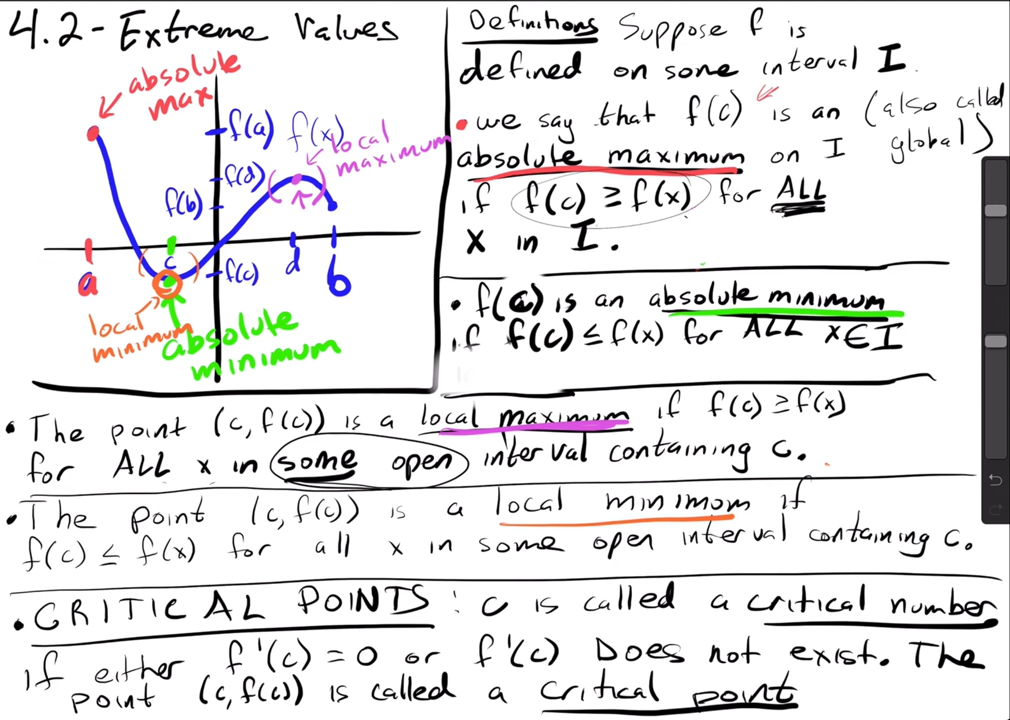 4.2 - Extreme Values
absolute
max
f(a)
f(x)
local
maximum
f(d)
f(b)
a
c
f(c)
d
b
local
minimum
absolute
minimum
Definitions Suppose f is
defined on some interval I.
• we say that f(c) is an (also called
global)
absolute maximum on I
if f(c) ≥ f(x) for ALL
x in I.
• f(c) is an absolute minimum
if f(c) ≤ f(x) for ALL x∈I
• The point (c, f(c)) is a local maximum if f(c) ≥ f(x)
for ALL x in some open interval containing c.
• The point (c, f(c)) is a local minimum if
f(c) ≤ f(x) for all x in some open interval containing c.
• CRITICAL POINTS : c is called a critical number
if either f'(c) = 0 or f'(c) Does not exist. The
point (c, f(c)) is called a critical point